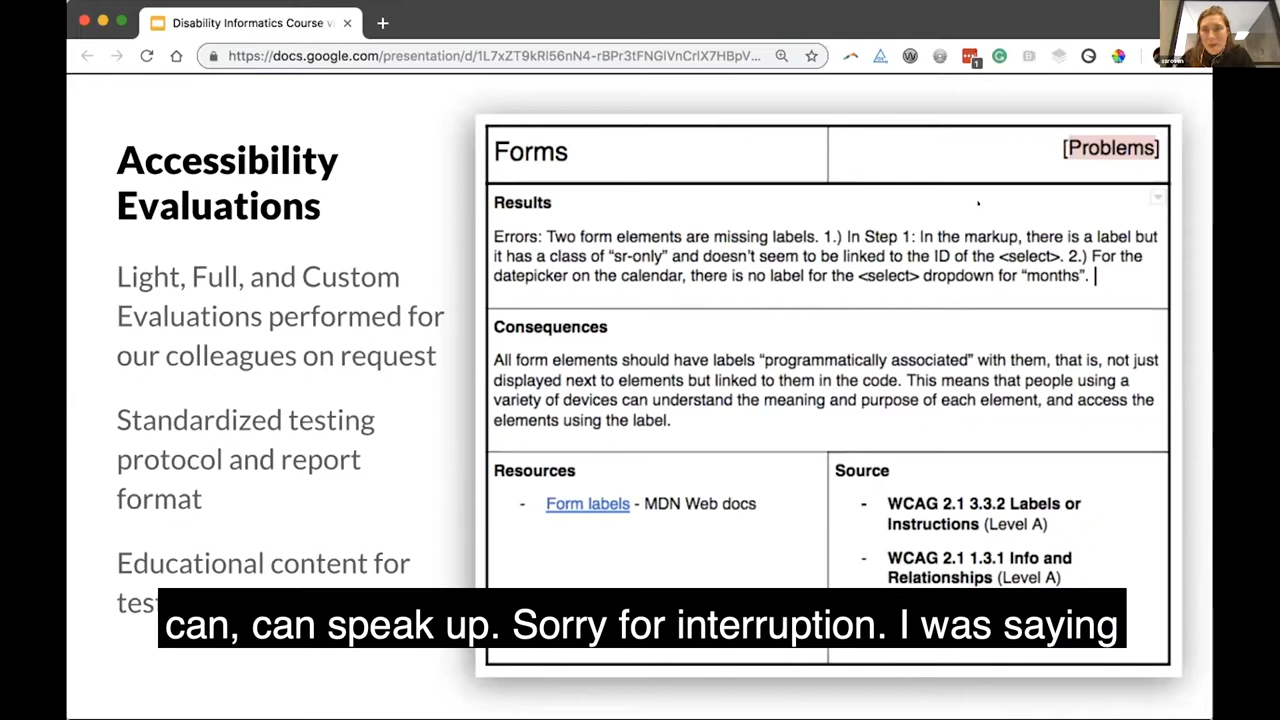 Disability Informatics Course v
https://docs.google.com/presentation/d/1L7xZT9kRl56nN4-rBPr3tFNGlVnCrIX7HBpV...
1
Accessibility
Evaluations
Light, Full, and Custom
Evaluations performed for
our colleagues on request
Standardized testing
protocol and report
format
Educational content for
Forms
[Problems]
Results
Errors: Two form elements are missing labels. 1.) In Step 1: In the markup, there is a label but
it has a class of “sr-only” and doesn’t seem to be linked to the ID of the <select>. 2.) For the
datepicker on the calendar, there is no label for the <select> dropdown for “months”.
Consequences
All form elements should have labels “programmatically associated” with them, that is, not just
displayed next to elements but linked to them in the code. This means that people using a
variety of devices can understand the meaning and purpose of each element, and access the
elements using the label.
Resources
- Form labels - MDN Web docs
Source
- WCAG 2.1 3.3.2 Labels or
Instructions (Level A)
- WCAG 2.1 1.3.1 Info and
Relationships (Level A)
can, can speak up. Sorry for interruption. I was saying